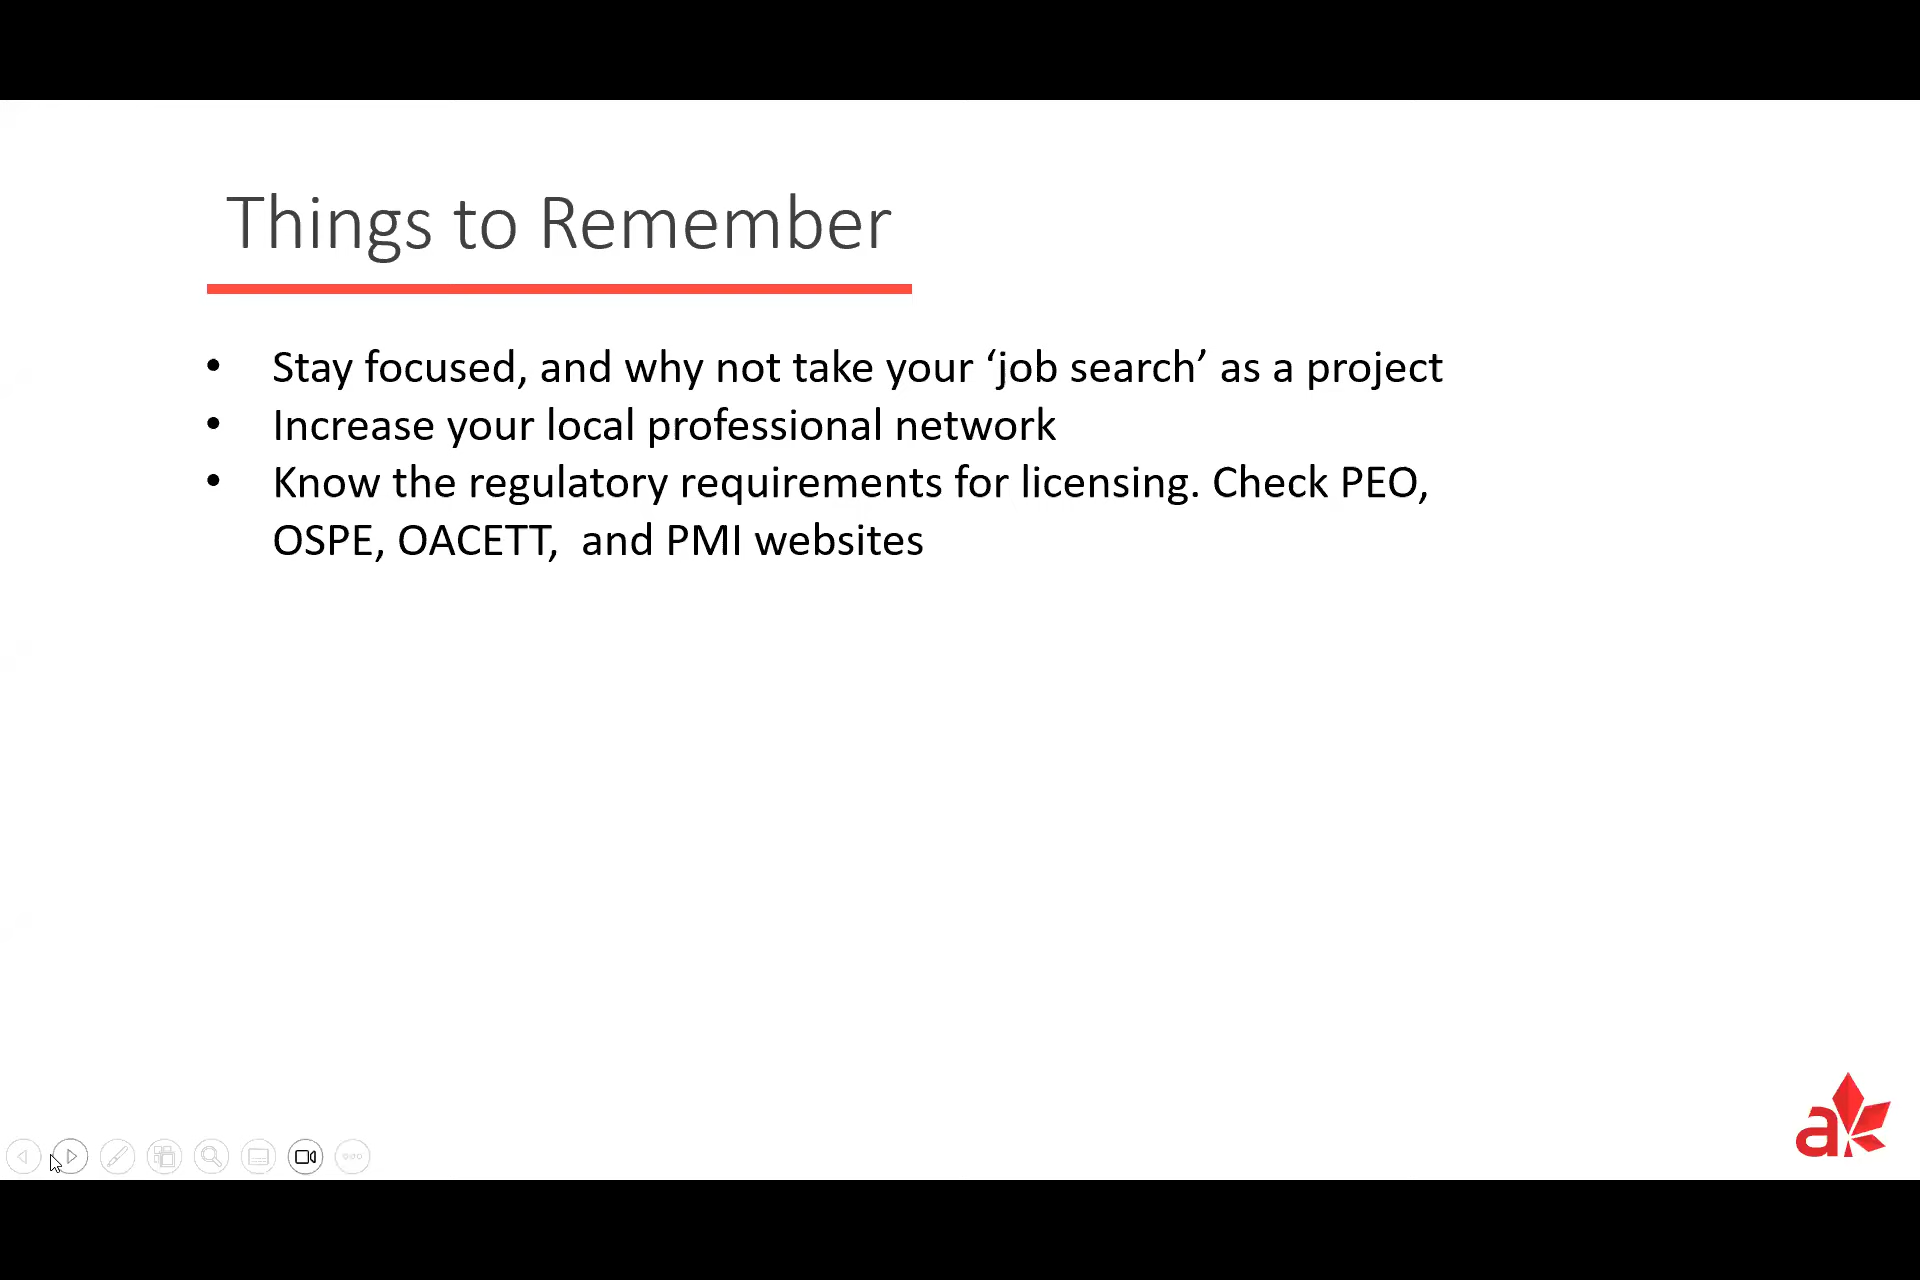 Things to Remember
• Stay focused, and why not take your ‘job search’ as a project
• Increase your local professional network
• Know the regulatory requirements for licensing. Check PEO,
OSPE, OACETT,  and PMI websites
a